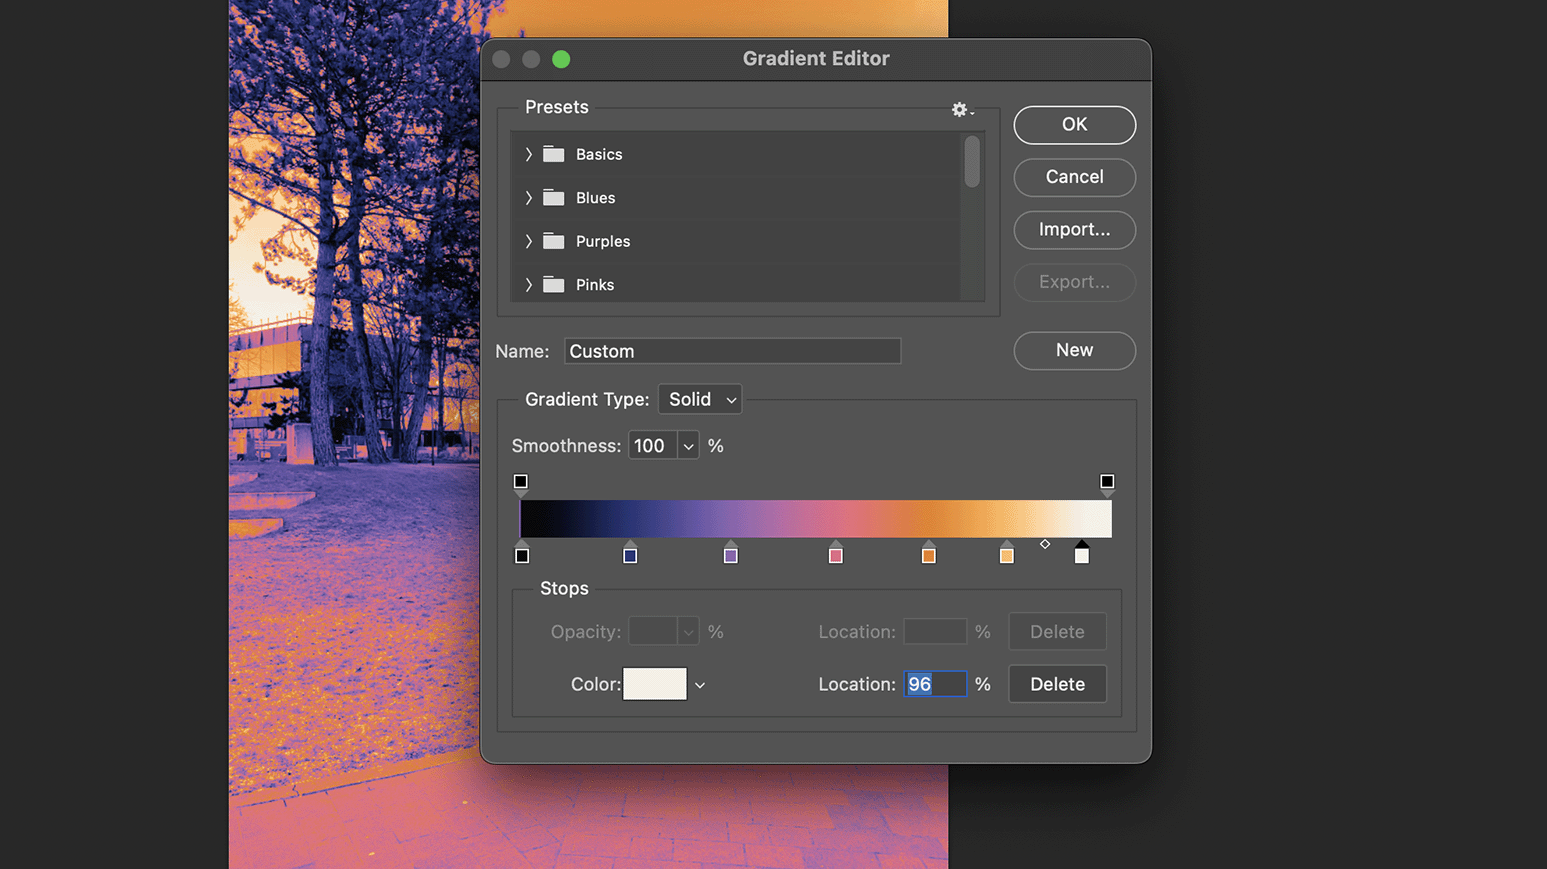 Gradient Editor
Presets
Basics
Blues
Purples
Pinks
OK
Cancel
Import...
Export...
New
Name: Custom
Gradient Type: Solid
Smoothness: 100 %
Stops
Opacity: % Location: % Delete
Color: Location: 96 % Delete